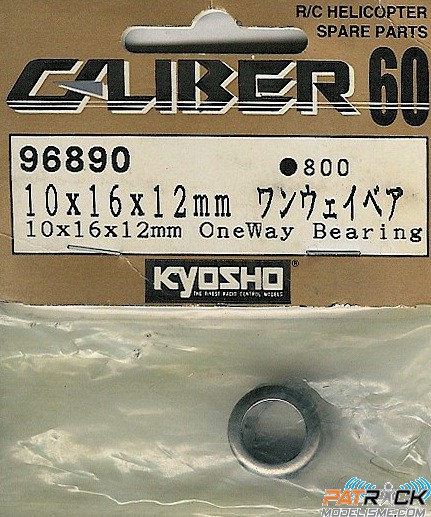 R/C HELICOPTER
SPARE PARTS
CALIBER 60
96890
●800
10x16x12mm ワンウェイベア
10x16x12mm OneWay Bearing
KYOSHO
THE FINEST RADIO CONTROL MODELS
PATROCK
MODELISME.COM